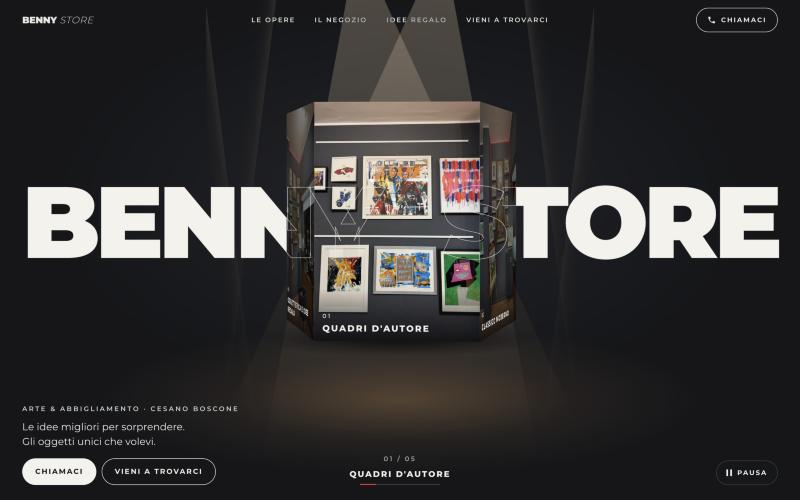 BENNY STORE
LE OPERE
IL NEGOZIO
IDEE REGALO
VIENI A TROVARCI
CHIAMACI
BENNY STORE
01
QUADRI D'AUTORE
ARTE & ABBIGLIAMENTO · CESANO BOSCONE
Le idee migliori per sorprendere.
Gli oggetti unici che volevi.
CHIAMACI
VIENI A TROVARCI
01 / 05
QUADRI D'AUTORE
PAUSA